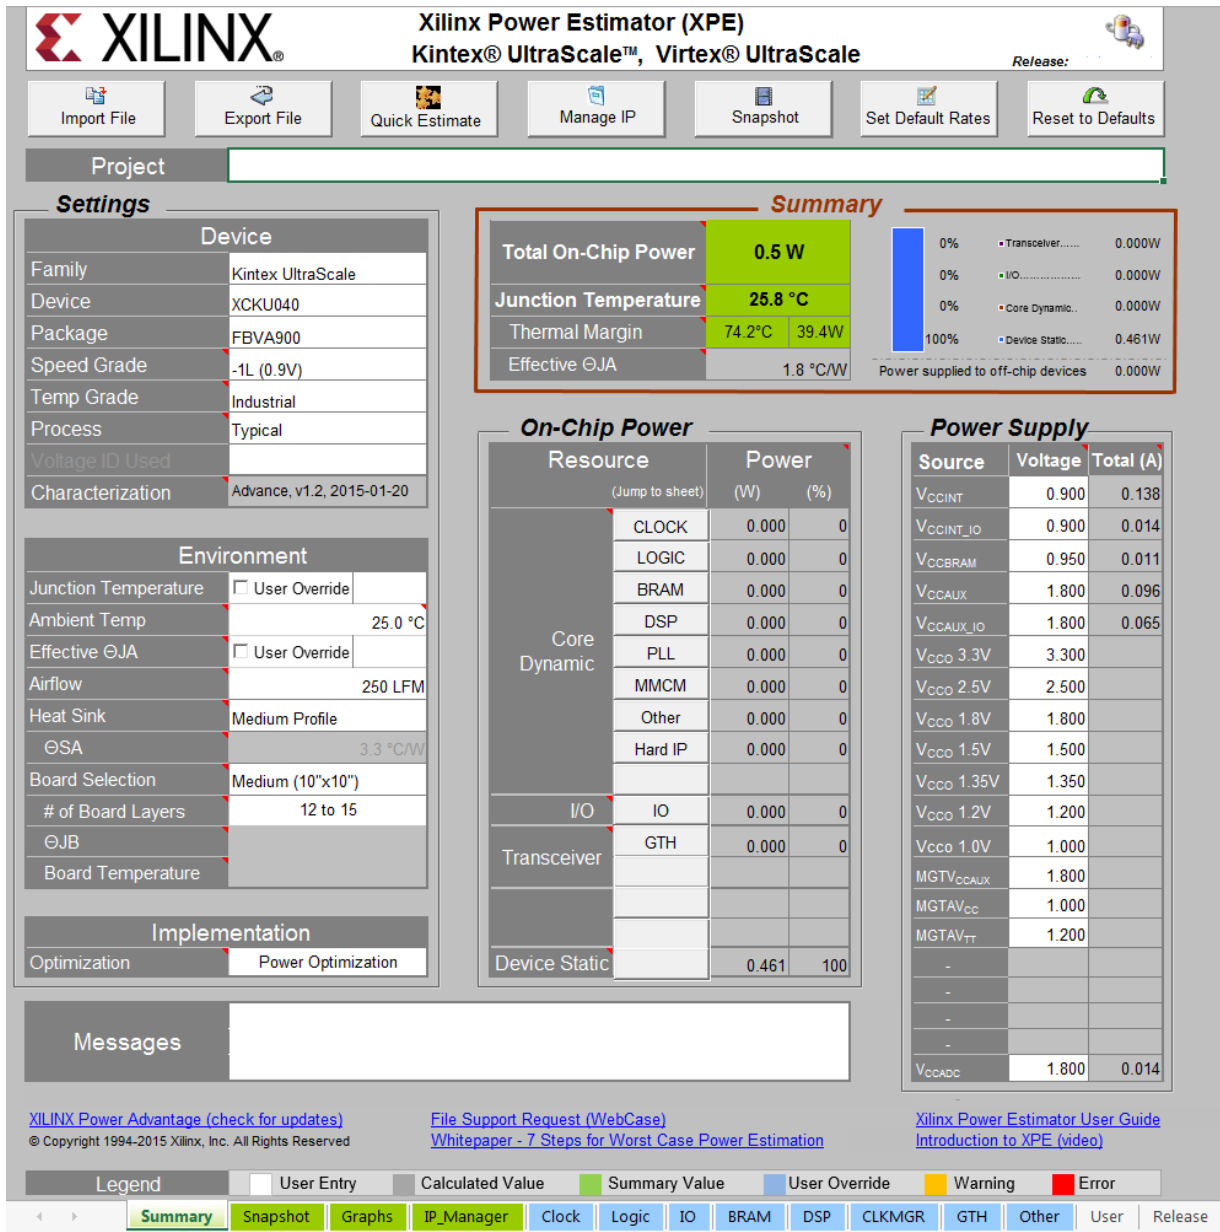 XILINX®
Xilinx Power Estimator (XPE)
Kintex® UltraScale™, Virtex® UltraScale
Release:
Import File
Export File
Quick Estimate
Manage IP
Snapshot
Set Default Rates
Reset to Defaults
Project
Settings
Device
Family Kintex UltraScale
Device XCKU040
Package FBVA900
Speed Grade -1L (0.9V)
Temp Grade Industrial
Process Typical
Voltage ID Used
Characterization Advance, v1.2, 2015-01-20
Environment
Junction Temperature User Override
Ambient Temp 25.0 °C
Effective ΘJA User Override
Airflow 250 LFM
Heat Sink Medium Profile
ΘSA 3.3 °C/W
Board Selection Medium (10"x10")
# of Board Layers 12 to 15
ΘJB
Board Temperature
Implementation
Optimization Power Optimization
Summary
Total On-Chip Power 0.5 W
Junction Temperature 25.8 °C
Thermal Margin 74.2°C 39.4W
Effective ΘJA 1.8 °C/W
0% Transceiver...... 0.000W
0% I/O.................. 0.000W
0% Core Dynamic.. 0.000W
100% Device Static..... 0.461W
Power supplied to off-chip devices 0.000W
On-Chip Power
Resource Power
(Jump to sheet) (W) (%)
Core Dynamic
CLOCK 0.000 0
LOGIC 0.000 0
BRAM 0.000 0
DSP 0.000 0
PLL 0.000 0
MMCM 0.000 0
Other 0.000 0
Hard IP 0.000 0
I/O IO 0.000 0
Transceiver GTH 0.000 0
Device Static 0.461 100
Power Supply
Source Voltage Total (A)
VCCINT 0.900 0.138
VCCINT_IO 0.900 0.014
VCCBRAM 0.950 0.011
VCCAUX 1.800 0.096
VCCAUX_IO 1.800 0.065
VCCO 3.3V 3.300
VCCO 2.5V 2.500
VCCO 1.8V 1.800
VCCO 1.5V 1.500
VCCO 1.35V 1.350
VCCO 1.2V 1.200
Vcco 1.0V 1.000
MGTVCCAUX 1.800
MGTAVCC 1.000
MGTAVTT 1.200
-
-
-
-
VCCADC 1.800 0.014
Messages
XILINX Power Advantage (check for updates)
© Copyright 1994-2015 Xilinx, Inc. All Rights Reserved
File Support Request (WebCase)
Whitepaper - 7 Steps for Worst Case Power Estimation
Xilinx Power Estimator User Guide
Introduction to XPE (video)
Legend User Entry Calculated Value Summary Value User Override Warning Error
Summary Snapshot Graphs IP_Manager Clock Logic IO BRAM DSP CLKMGR GTH Other User Release